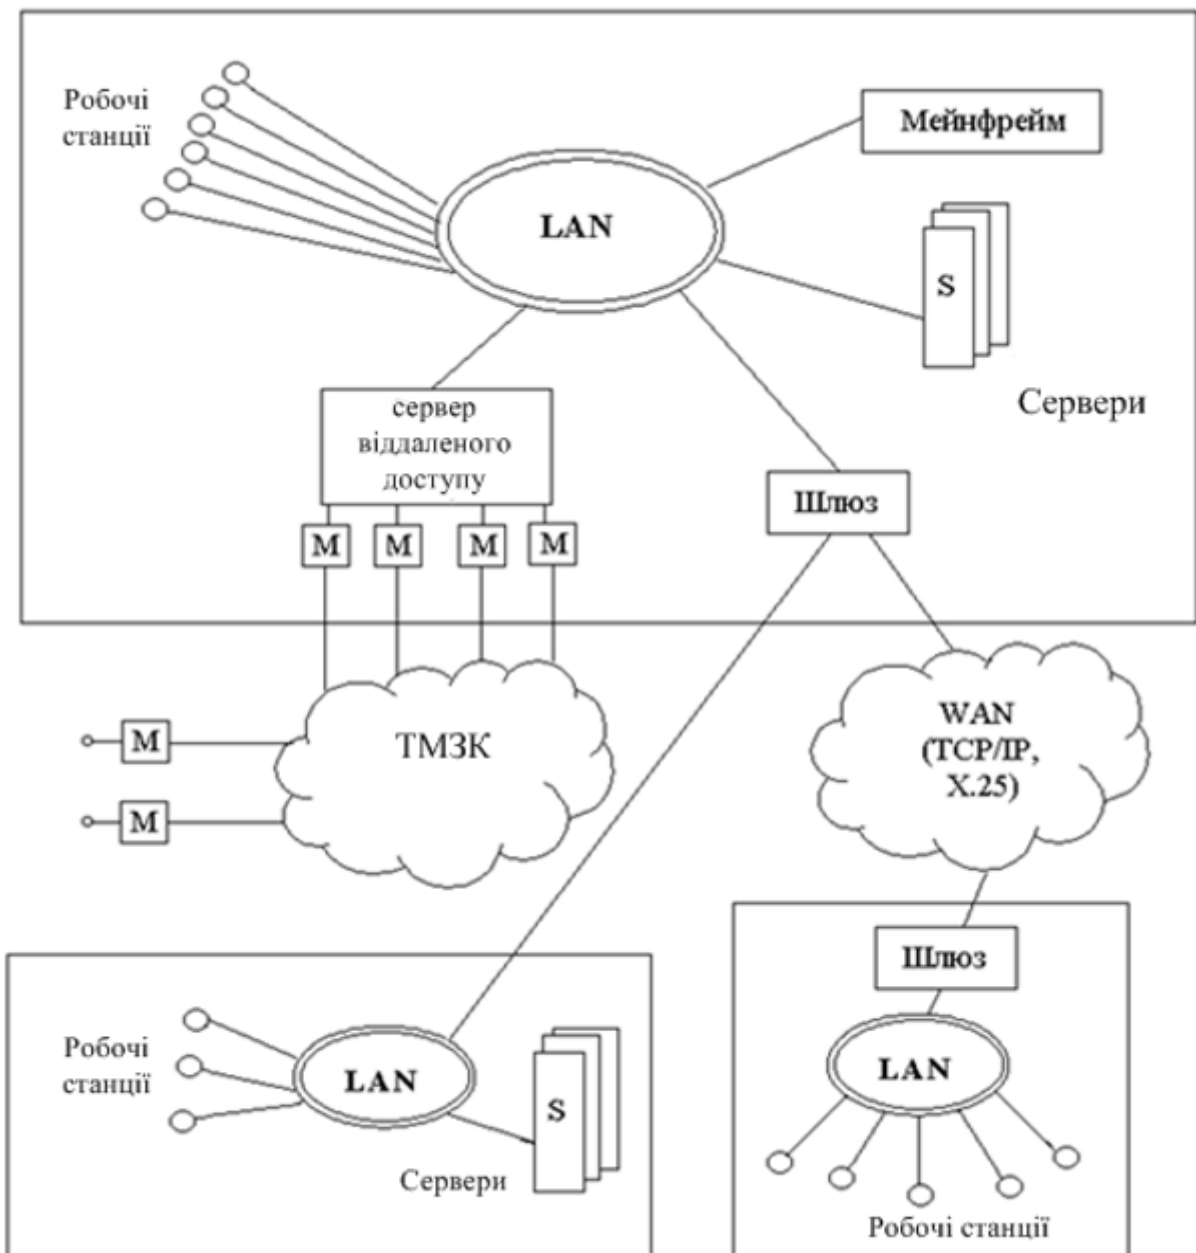 Робочі
станції
Мейнфрейм
LAN
S
Сервери
сервер
віддаленого
доступу
Шлюз
М
М
М
М
ТМЗК
М
М
WAN
(TCP/IP,
X.25)
Шлюз
Робочі
станції
LAN
S
Сервери
LAN
Робочі станції